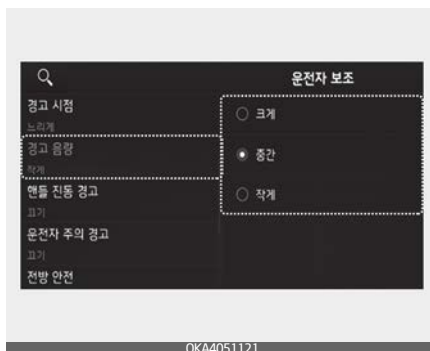 운전자 보조
경고 시점
느리게
경고 음량
작게
핸들 진동 경고
끄기
운전자 주의 경고
끄기
전방 안전
크게
중간
작게
OKA4051121